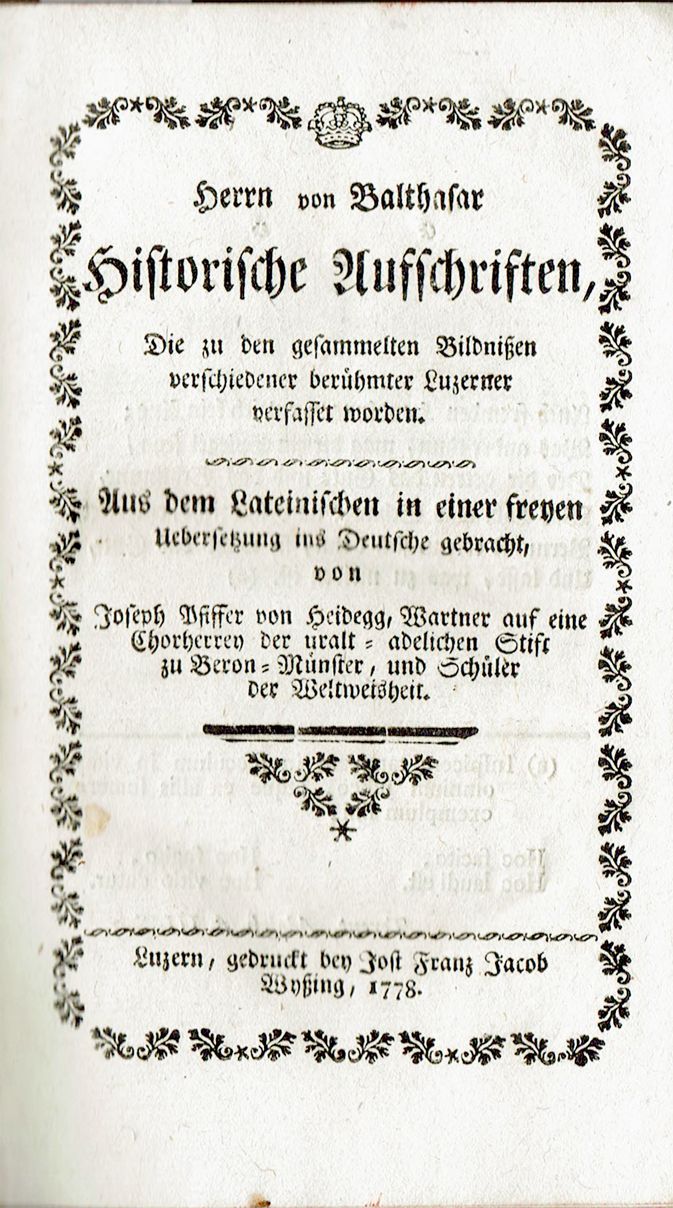 Herrn von Balthasar
Historische Aufschriften,
Die zu den gesammelten Bildnißen
verschiedener berühmter Luzerner
verfasset worden.
Aus dem Lateinischen in einer freyen
Uebersetzung ins Deutsche gebracht,
von
Joseph Pfiffer von Heidegg, Wartner auf eine
Chorherrey der uralt = adelichen Stift
zu Beron = Münster, und Schüler
der Weltweisheit.
Luzern, gedruckt bey Jost Franz Jacob
Wyßing, 1778.